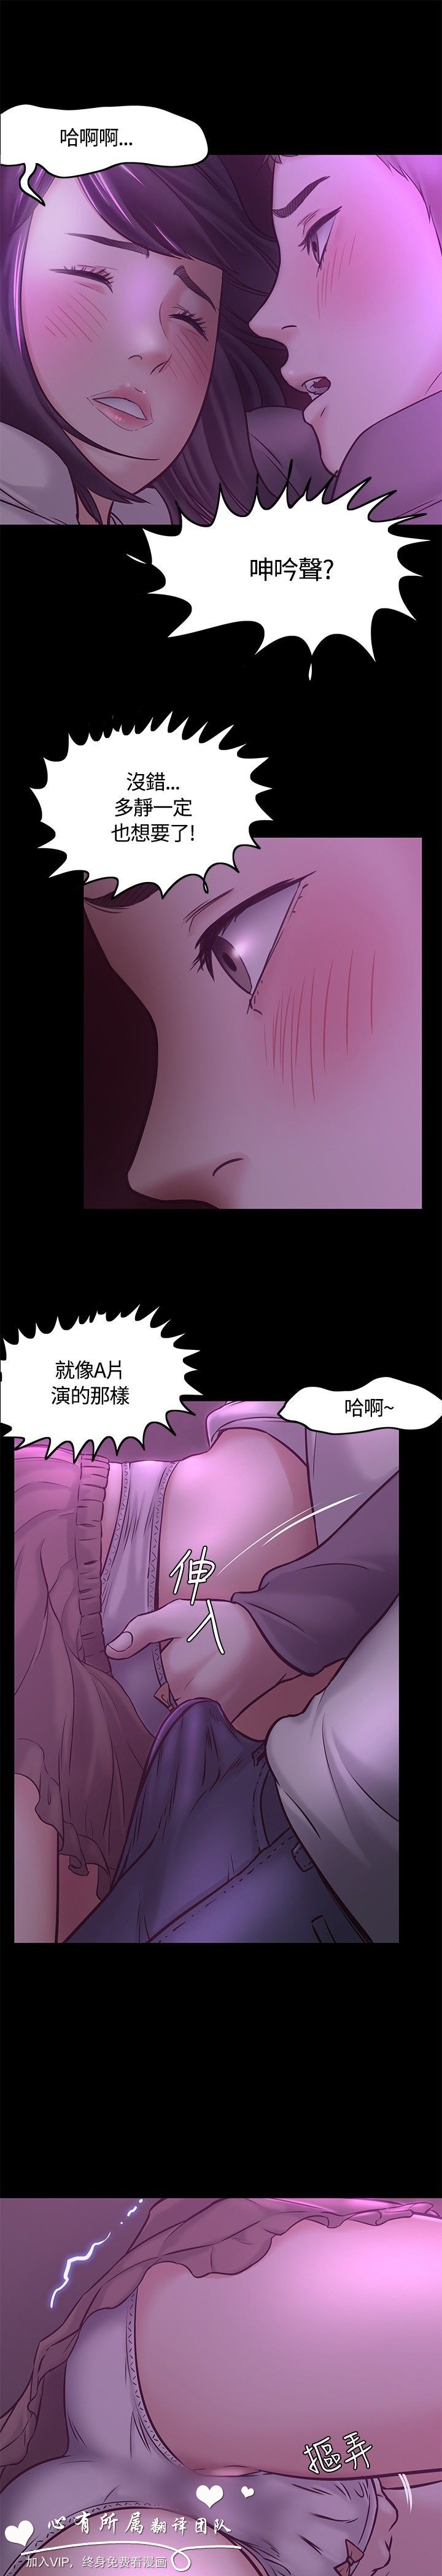 哈啊啊...
呻吟聲?
沒錯...
多靜一定
也想要了!
就像A片
演的那樣
哈啊~
伸
入
摳弄
心有所属翻译团队
加入VIP，终身免费看漫画